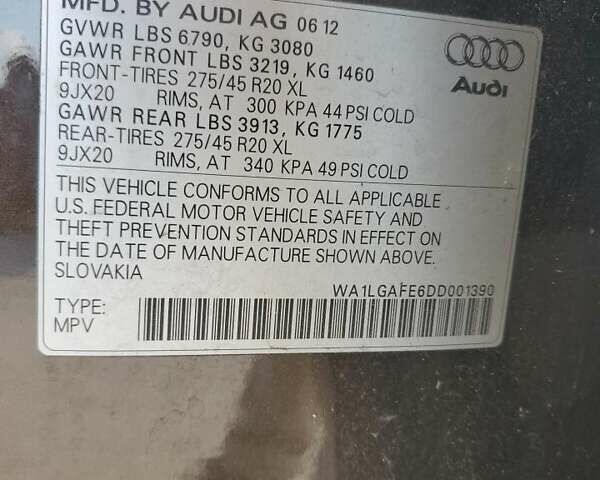 MFD. BY AUDI AG 06 12
GVWR LBS 6790, KG 3080
GAWR FRONT LBS 3219, KG 1460
FRONT-TIRES 275/45 R20 XL
9JX20 RIMS, AT 300 KPA 44 PSI COLD
GAWR REAR LBS 3913, KG 1775
REAR-TIRES 275/45 R20 XL
9JX20 RIMS, AT 340 KPA 49 PSI COLD
Audi
THIS VEHICLE CONFORMS TO ALL APPLICABLE
U.S. FEDERAL MOTOR VEHICLE SAFETY AND
THEFT PREVENTION STANDARDS IN EFFECT ON
THE DATE OF MANUFACTURE SHOWN ABOVE.
SLOVAKIA
WA1LGAFE6DD001390
TYPE:
MPV